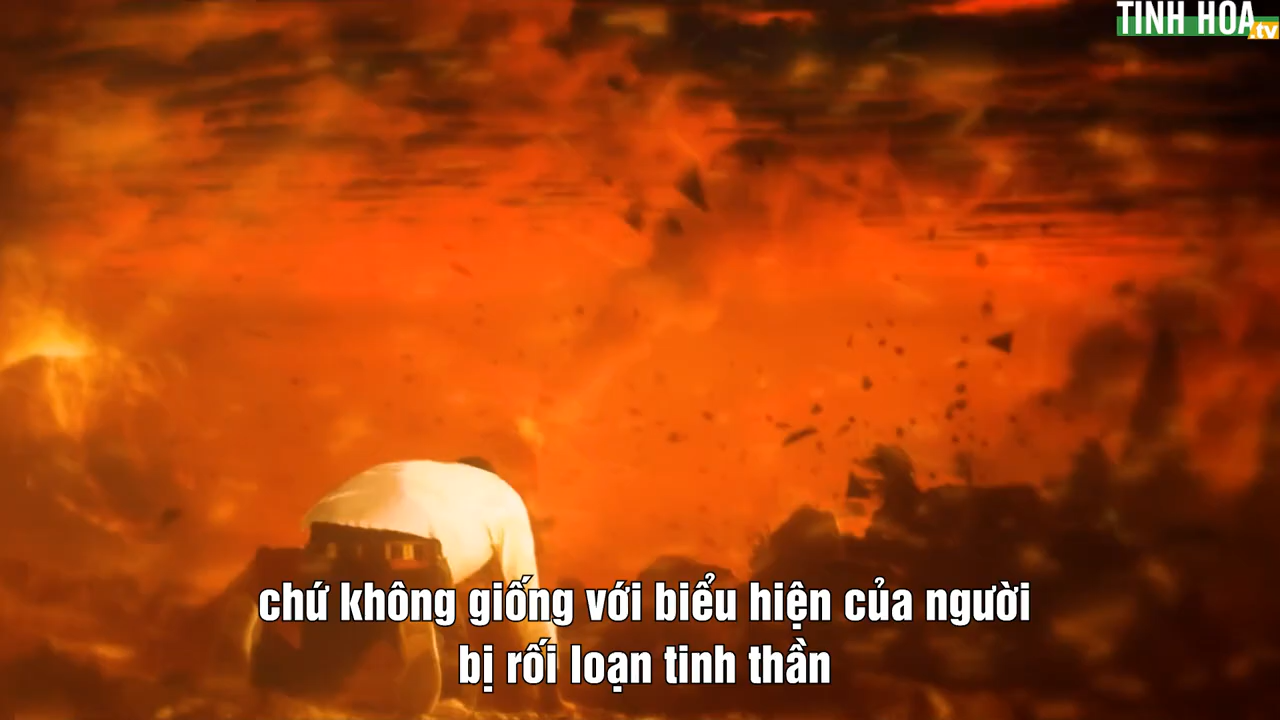 TINH HOA
.tv
chứ không giống với biểu hiện của người
bị rối loạn tinh thần